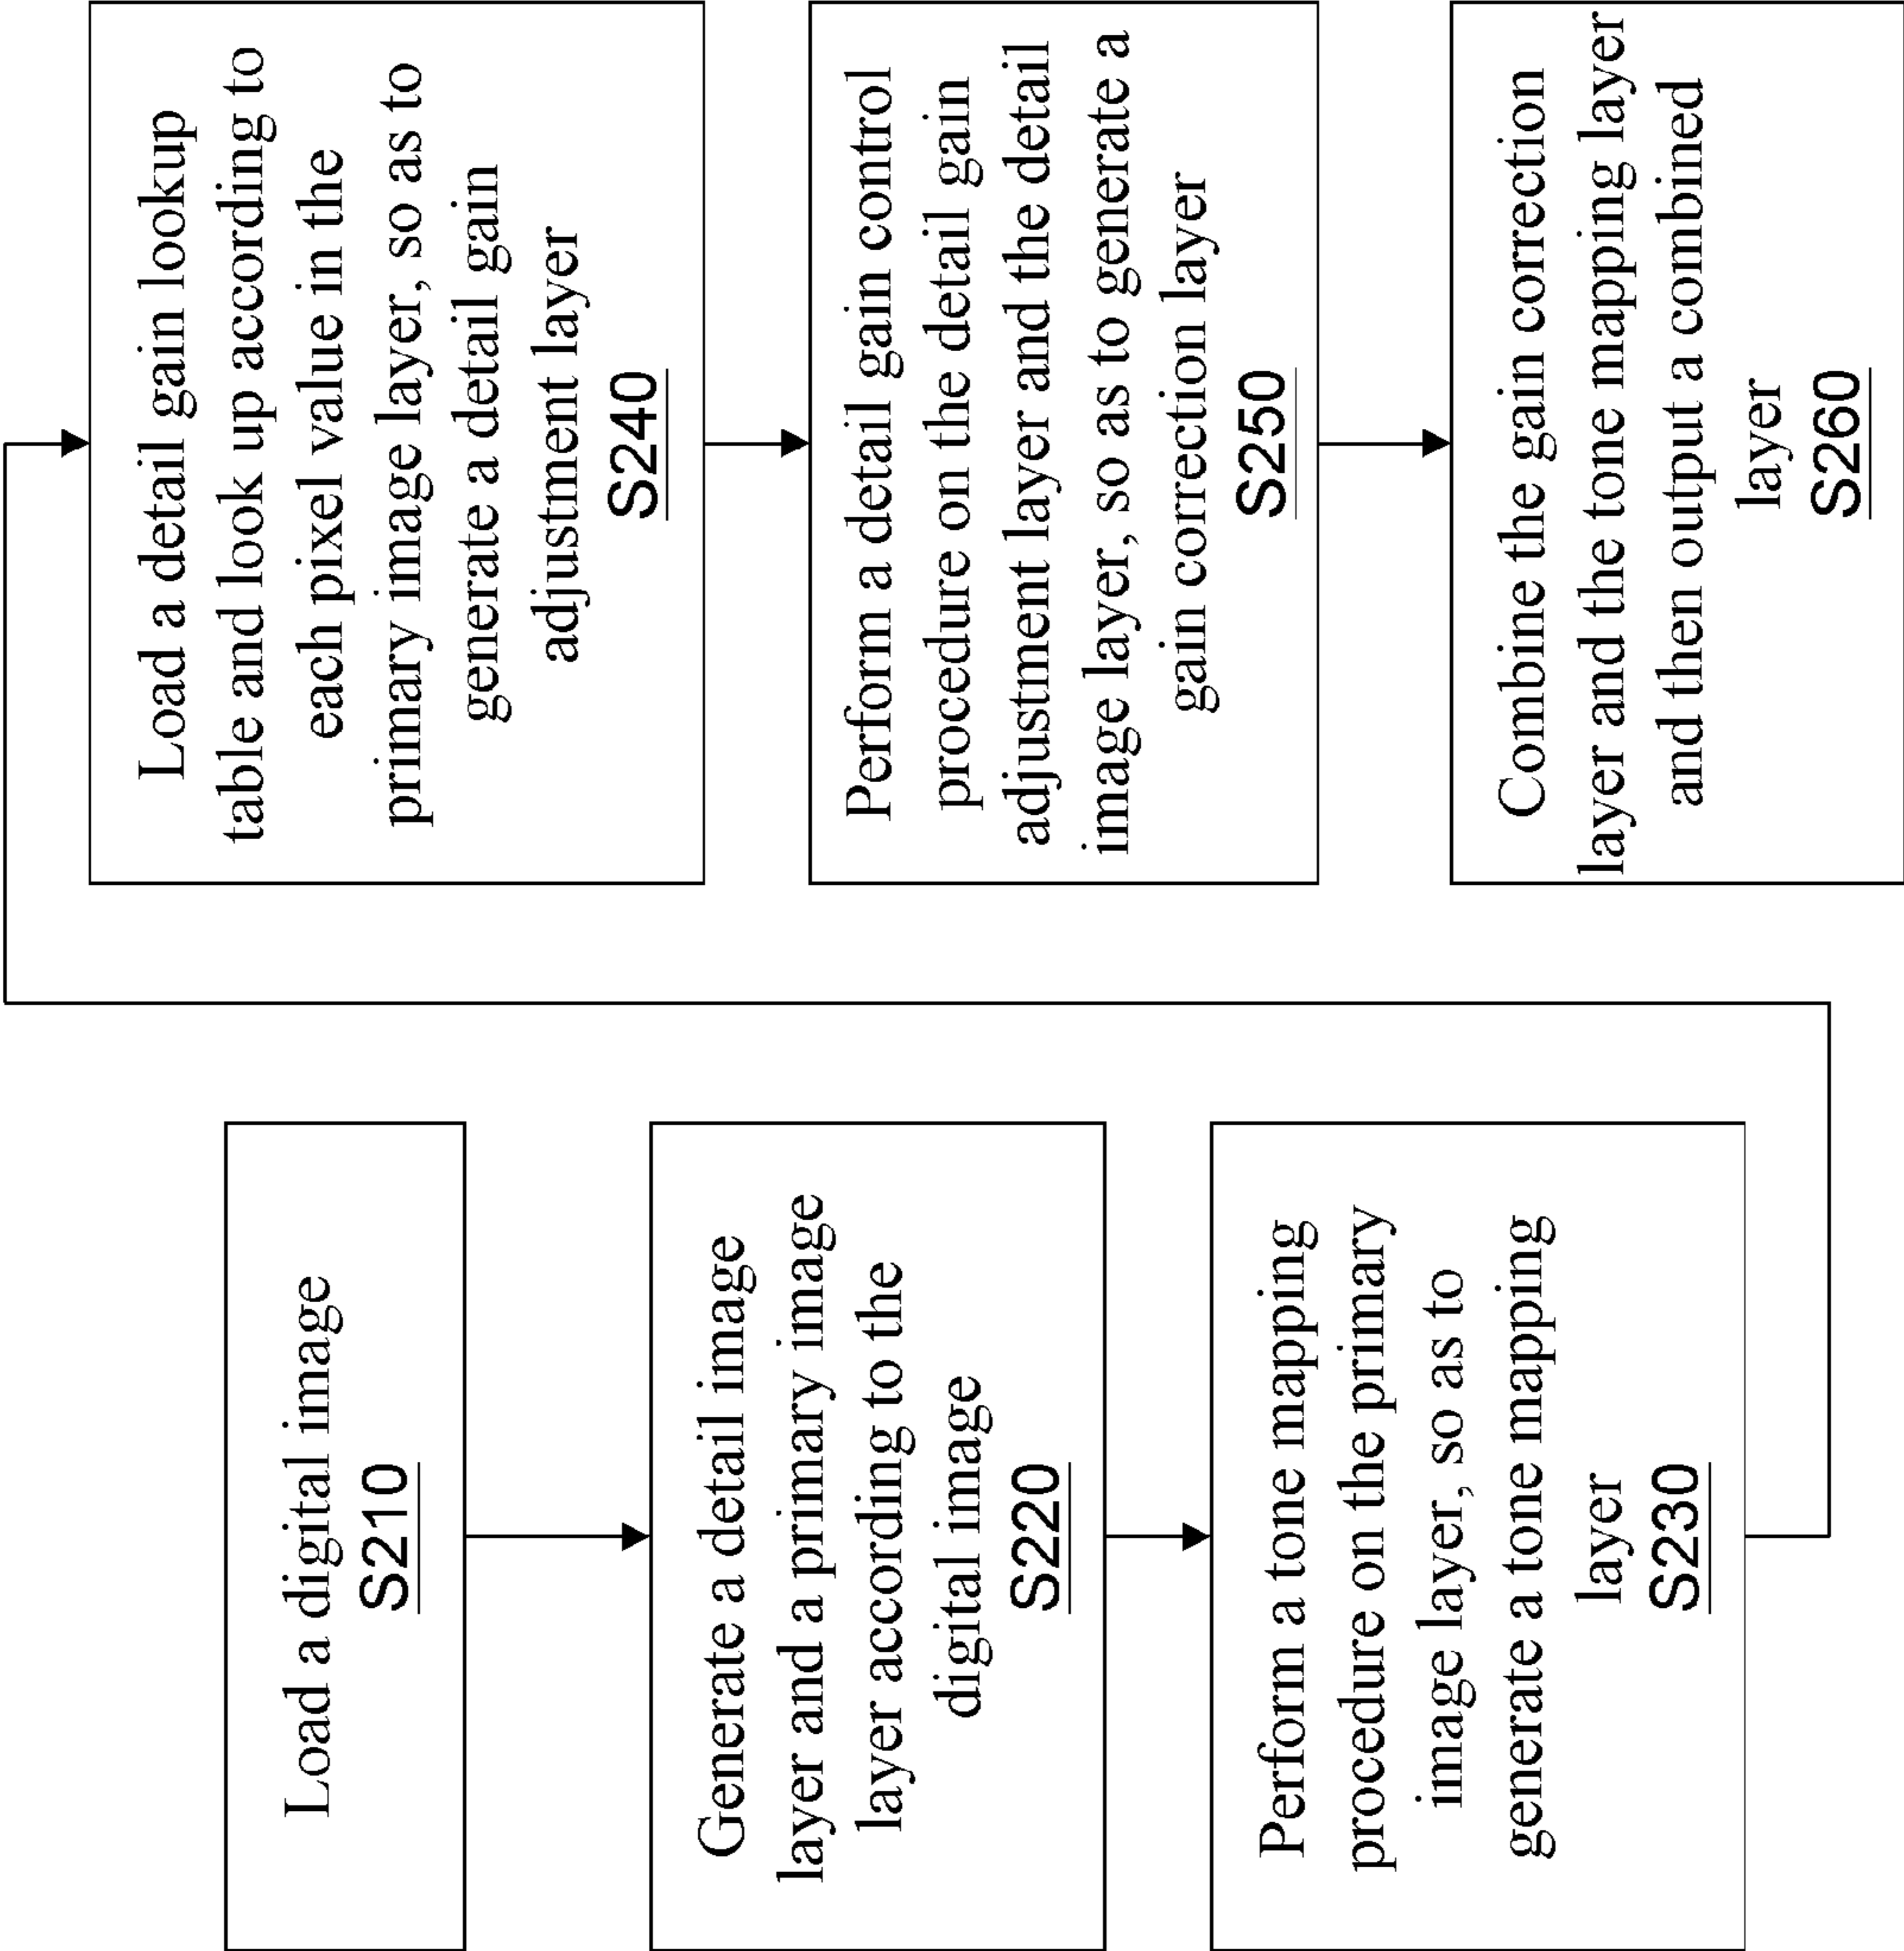 Load a digital image
S210
Generate a detail image
layer and a primary image
layer according to the
digital image
S220
Perform a tone mapping
procedure on the primary
image layer, so as to
generate a tone mapping
layer
S230
Load a detail gain lookup
table and look up according to
each pixel value in the
primary image layer, so as to
generate a detail gain
adjustment layer
S240
Perform a detail gain control
procedure on the detail gain
adjustment layer and the detail
image layer, so as to generate a
gain correction layer
S250
Combine the gain correction
layer and the tone mapping layer
and then output a combined
layer
S260